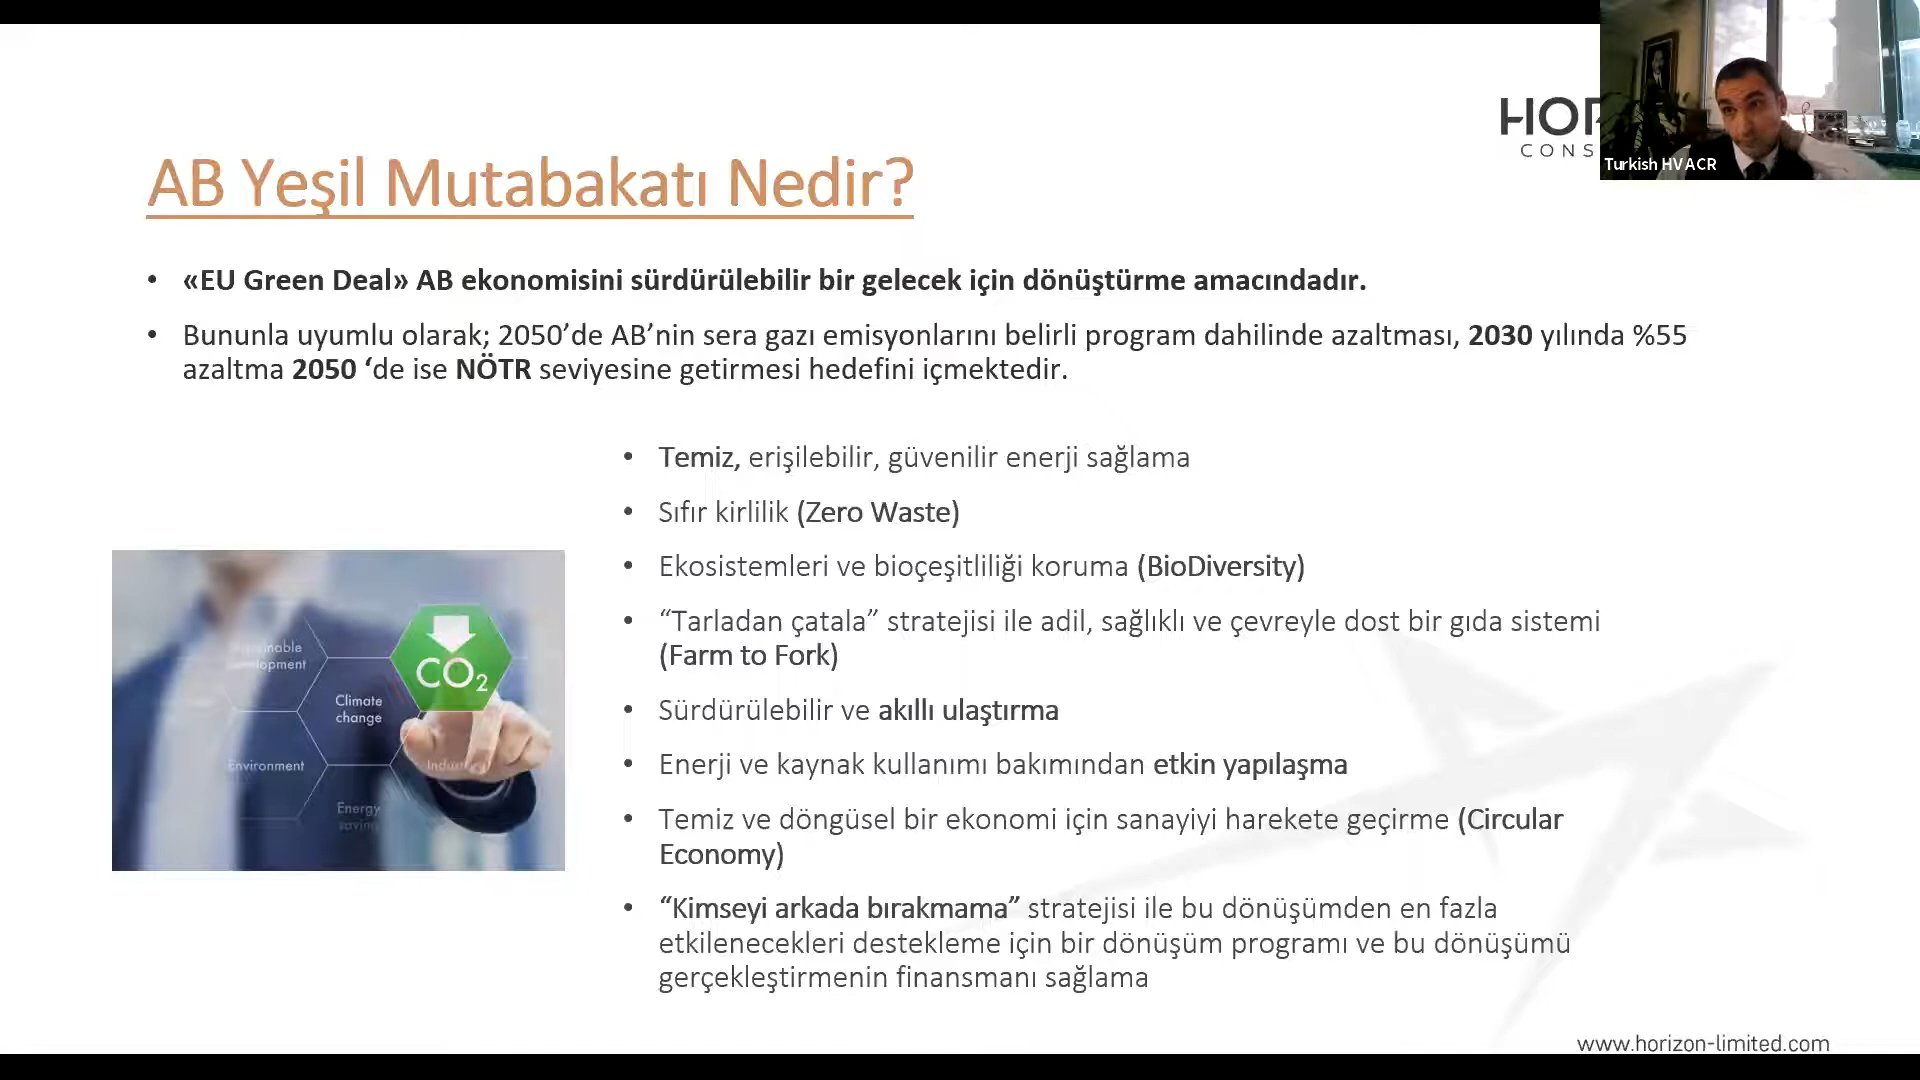 HOR
CONS
Turkish HVACR
AB Yeşil Mutabakatı Nedir?
• «EU Green Deal» AB ekonomisini sürdürülebilir bir gelecek için dönüştürme amacındadır.
• Bununla uyumlu olarak; 2050’de AB’nin sera gazı emisyonlarını belirli program dahilinde azaltması, 2030 yılında %55
azaltma 2050 ‘de ise NÖTR seviyesine getirmesi hedefini içmektedir.
• Temiz, erişilebilir, güvenilir enerji sağlama
• Sıfır kirlilik (Zero Waste)
• Ekosistemleri ve bioçeşitliliği koruma (BioDiversity)
• “Tarladan çatala” stratejisi ile adil, sağlıklı ve çevreyle dost bir gıda sistemi
(Farm to Fork)
• Sürdürülebilir ve akıllı ulaştırma
• Enerji ve kaynak kullanımı bakımından etkin yapılaşma
• Temiz ve döngüsel bir ekonomi için sanayiyi harekete geçirme (Circular
Economy)
• “Kimseyi arkada bırakmama” stratejisi ile bu dönüşümden en fazla
etkilenecekleri destekleme için bir dönüşüm programı ve bu dönüşümü
gerçekleştirmenin finansmanı sağlama
CO2
Climate
change
Environment
Energy
saving
www.horizon-limited.com